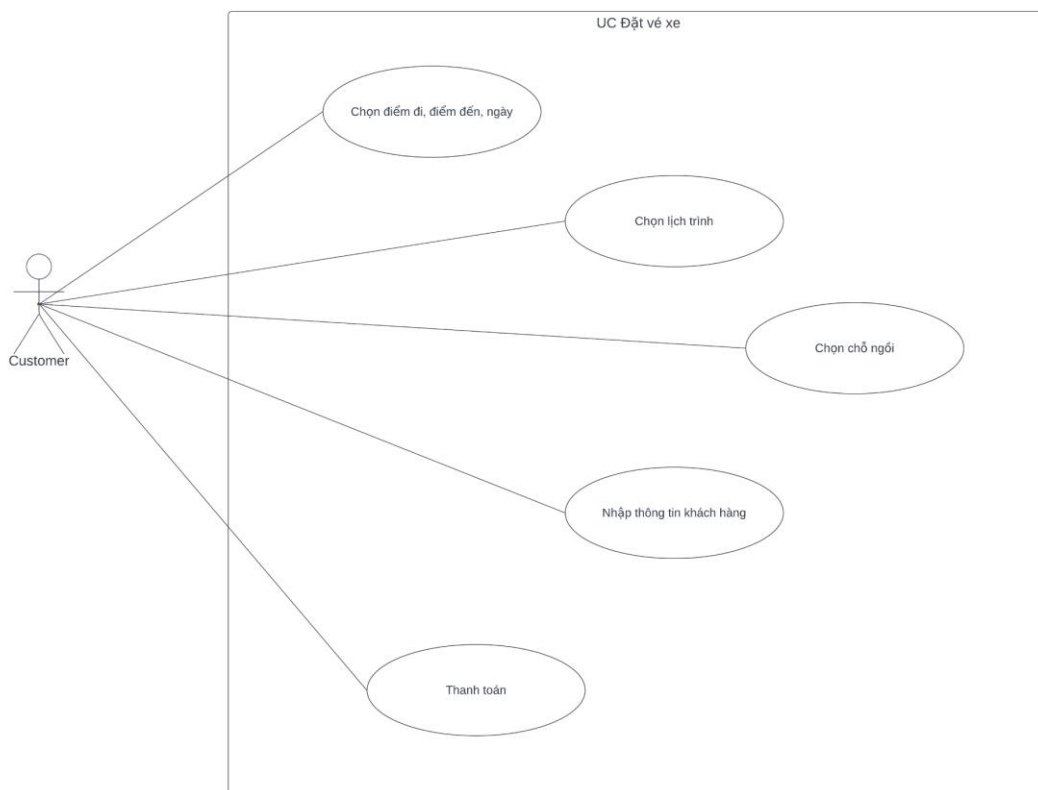 UC Đặt vé xe
Chọn điểm đi, điểm đến, ngày
Chọn lịch trình
Customer
Chọn chỗ ngồi
Nhập thông tin khách hàng
Thanh toán